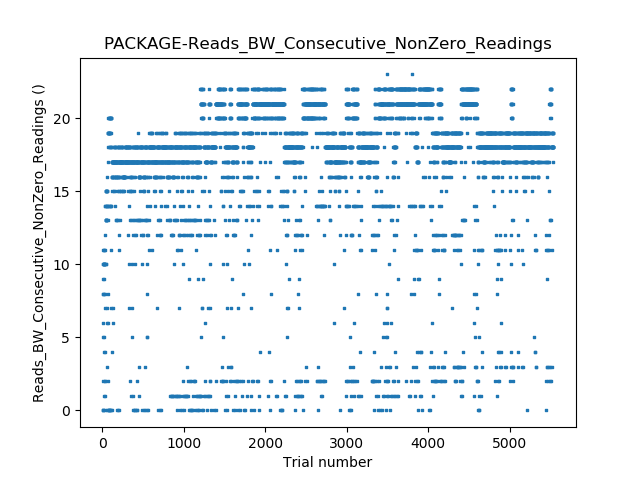 PACKAGE-Reads_BW_Consecutive_NonZero_Readings
Reads_BW_Consecutive_NonZero_Readings ()
20
15
10
5
0
0 1000 2000 3000 4000 5000
Trial number